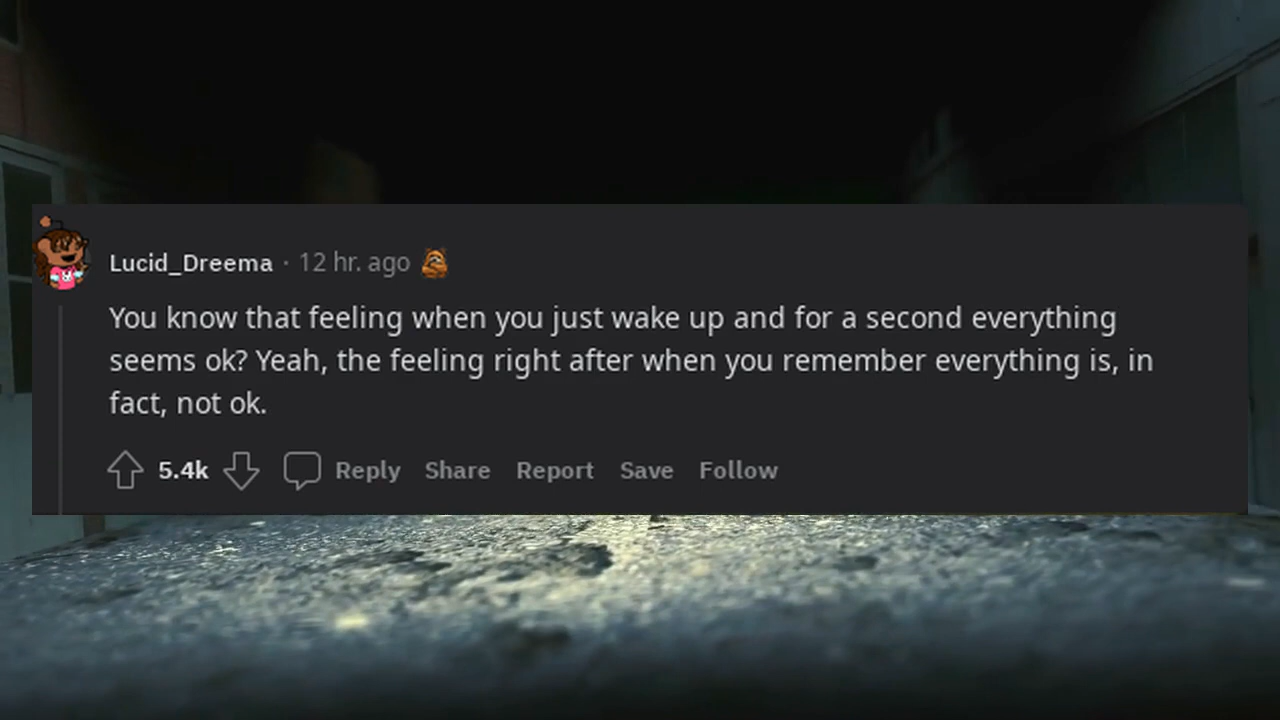 Lucid_Dreema · 12 hr. ago
You know that feeling when you just wake up and for a second everything
seems ok? Yeah, the feeling right after when you remember everything is, in
fact, not ok.
5.4k Reply Share Report Save Follow